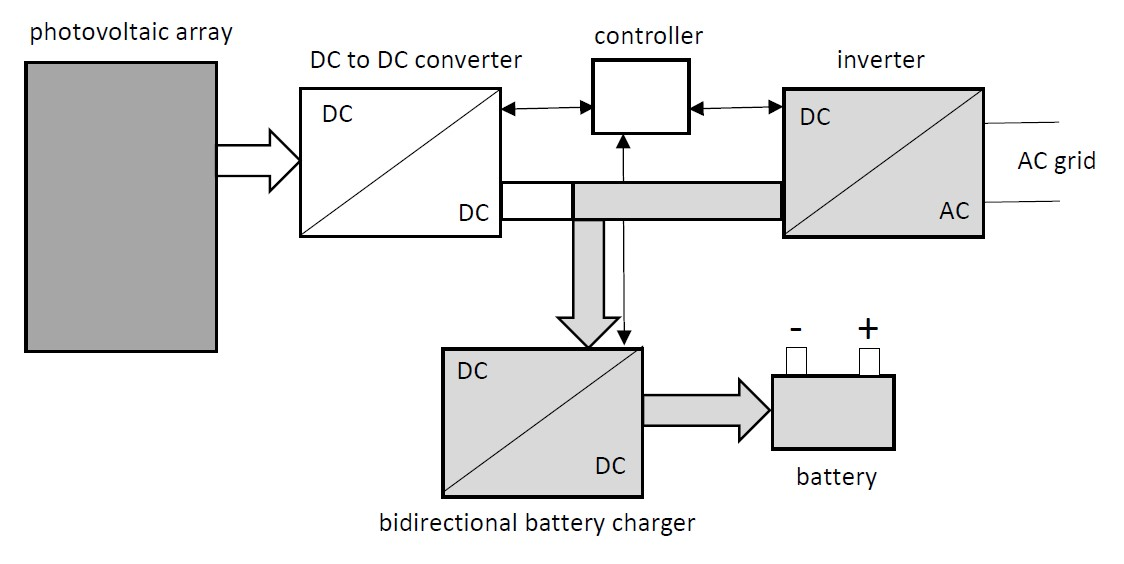 photovoltaic array
DC to DC converter
controller
inverter
DC
DC
DC
AC
AC grid
DC
DC
- +
battery
bidirectional battery charger